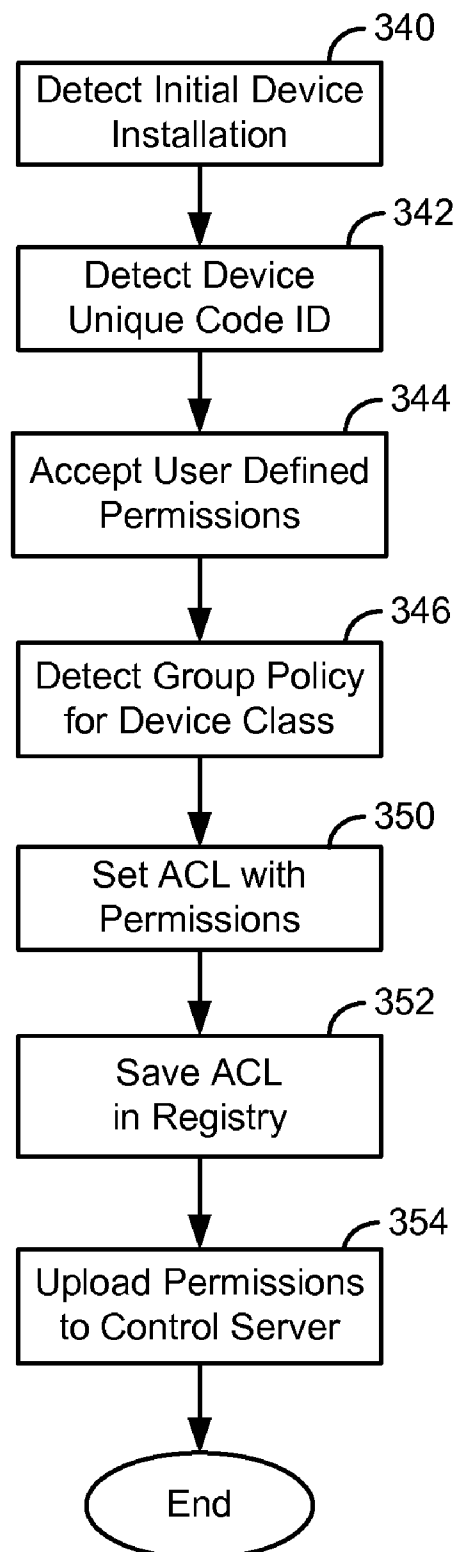 340
Detect Initial Device
Installation
342
Detect Device
Unique Code ID
344
Accept User Defined
Permissions
346
Detect Group Policy
for Device Class
350
Set ACL with
Permissions
352
Save ACL
in Registry
354
Upload Permissions
to Control Server
End